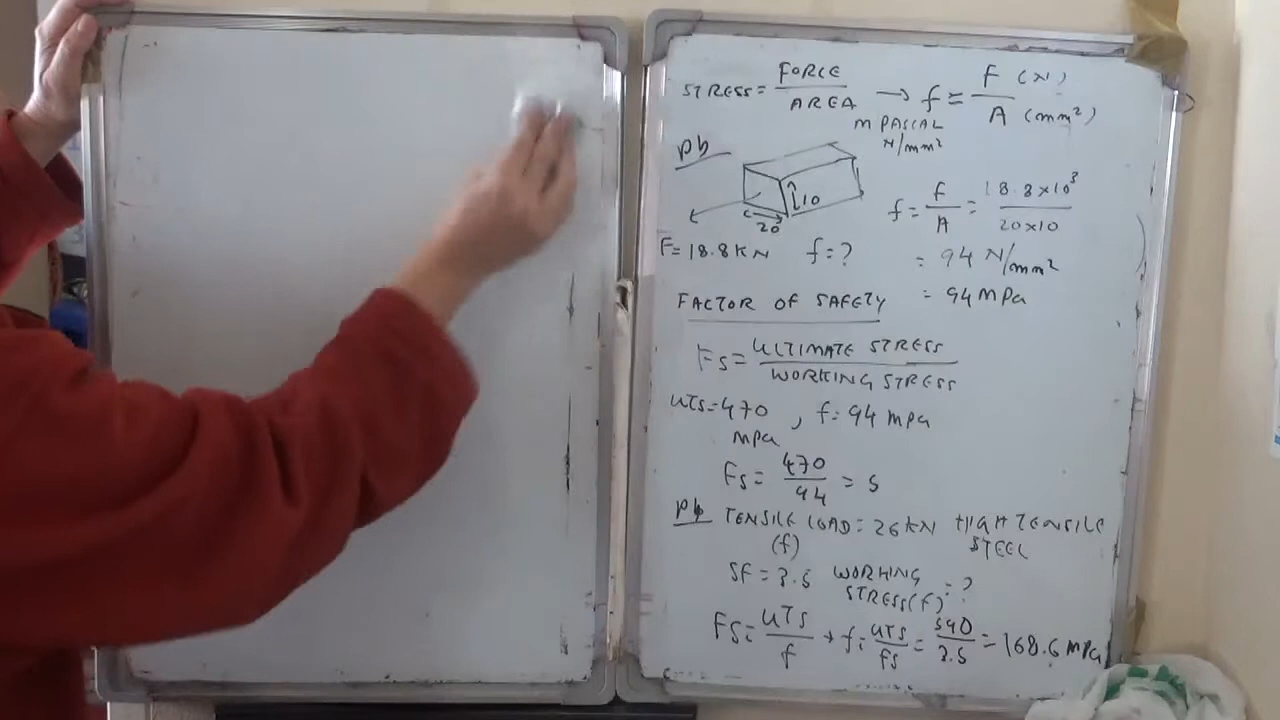 STRESS = FORCE / AREA → f = F (N) / A (mm²)
M PASCAL
N/mm²
Pb
10
20
f = F / A = 18.8×10³ / 20×10
F = 18.8 KN f = ?
= 94 N/mm²
= 94 MPa
FACTOR OF SAFETY
FS = ULTIMATE STRESS / WORKING STRESS
UTS = 470 MPa, f = 94 MPa
FS = 470 / 94 = 5
Pb TENSILE LOAD = 26 KN HIGH TENSILE STEEL
(f)
SF = 3.5 WORKING STRESS (f) = ?
FS = UTS / f → f = UTS / FS = 590 / 3.5 = 168.6 MPa